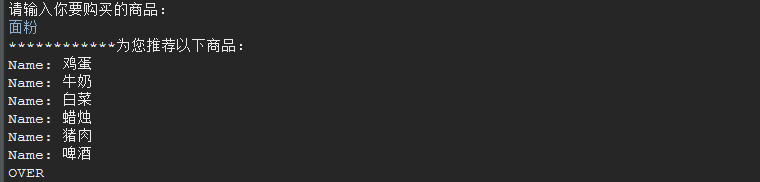 请输入你要购买的商品：
面粉
************为您推荐以下商品：
Name: 鸡蛋
Name: 牛奶
Name: 白菜
Name: 蜡烛
Name: 猪肉
Name: 啤酒
OVER